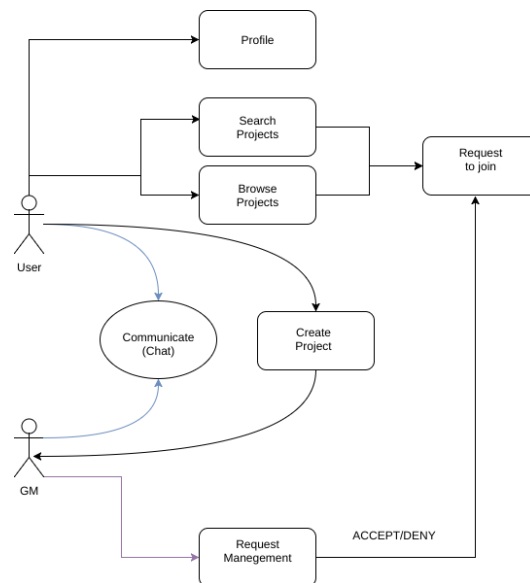 Profile
Search
Projects
Request
to join
Browse
Projects
User
Communicate
(Chat)
Create
Project
GM
ACCEPT/DENY
Request
Manegement